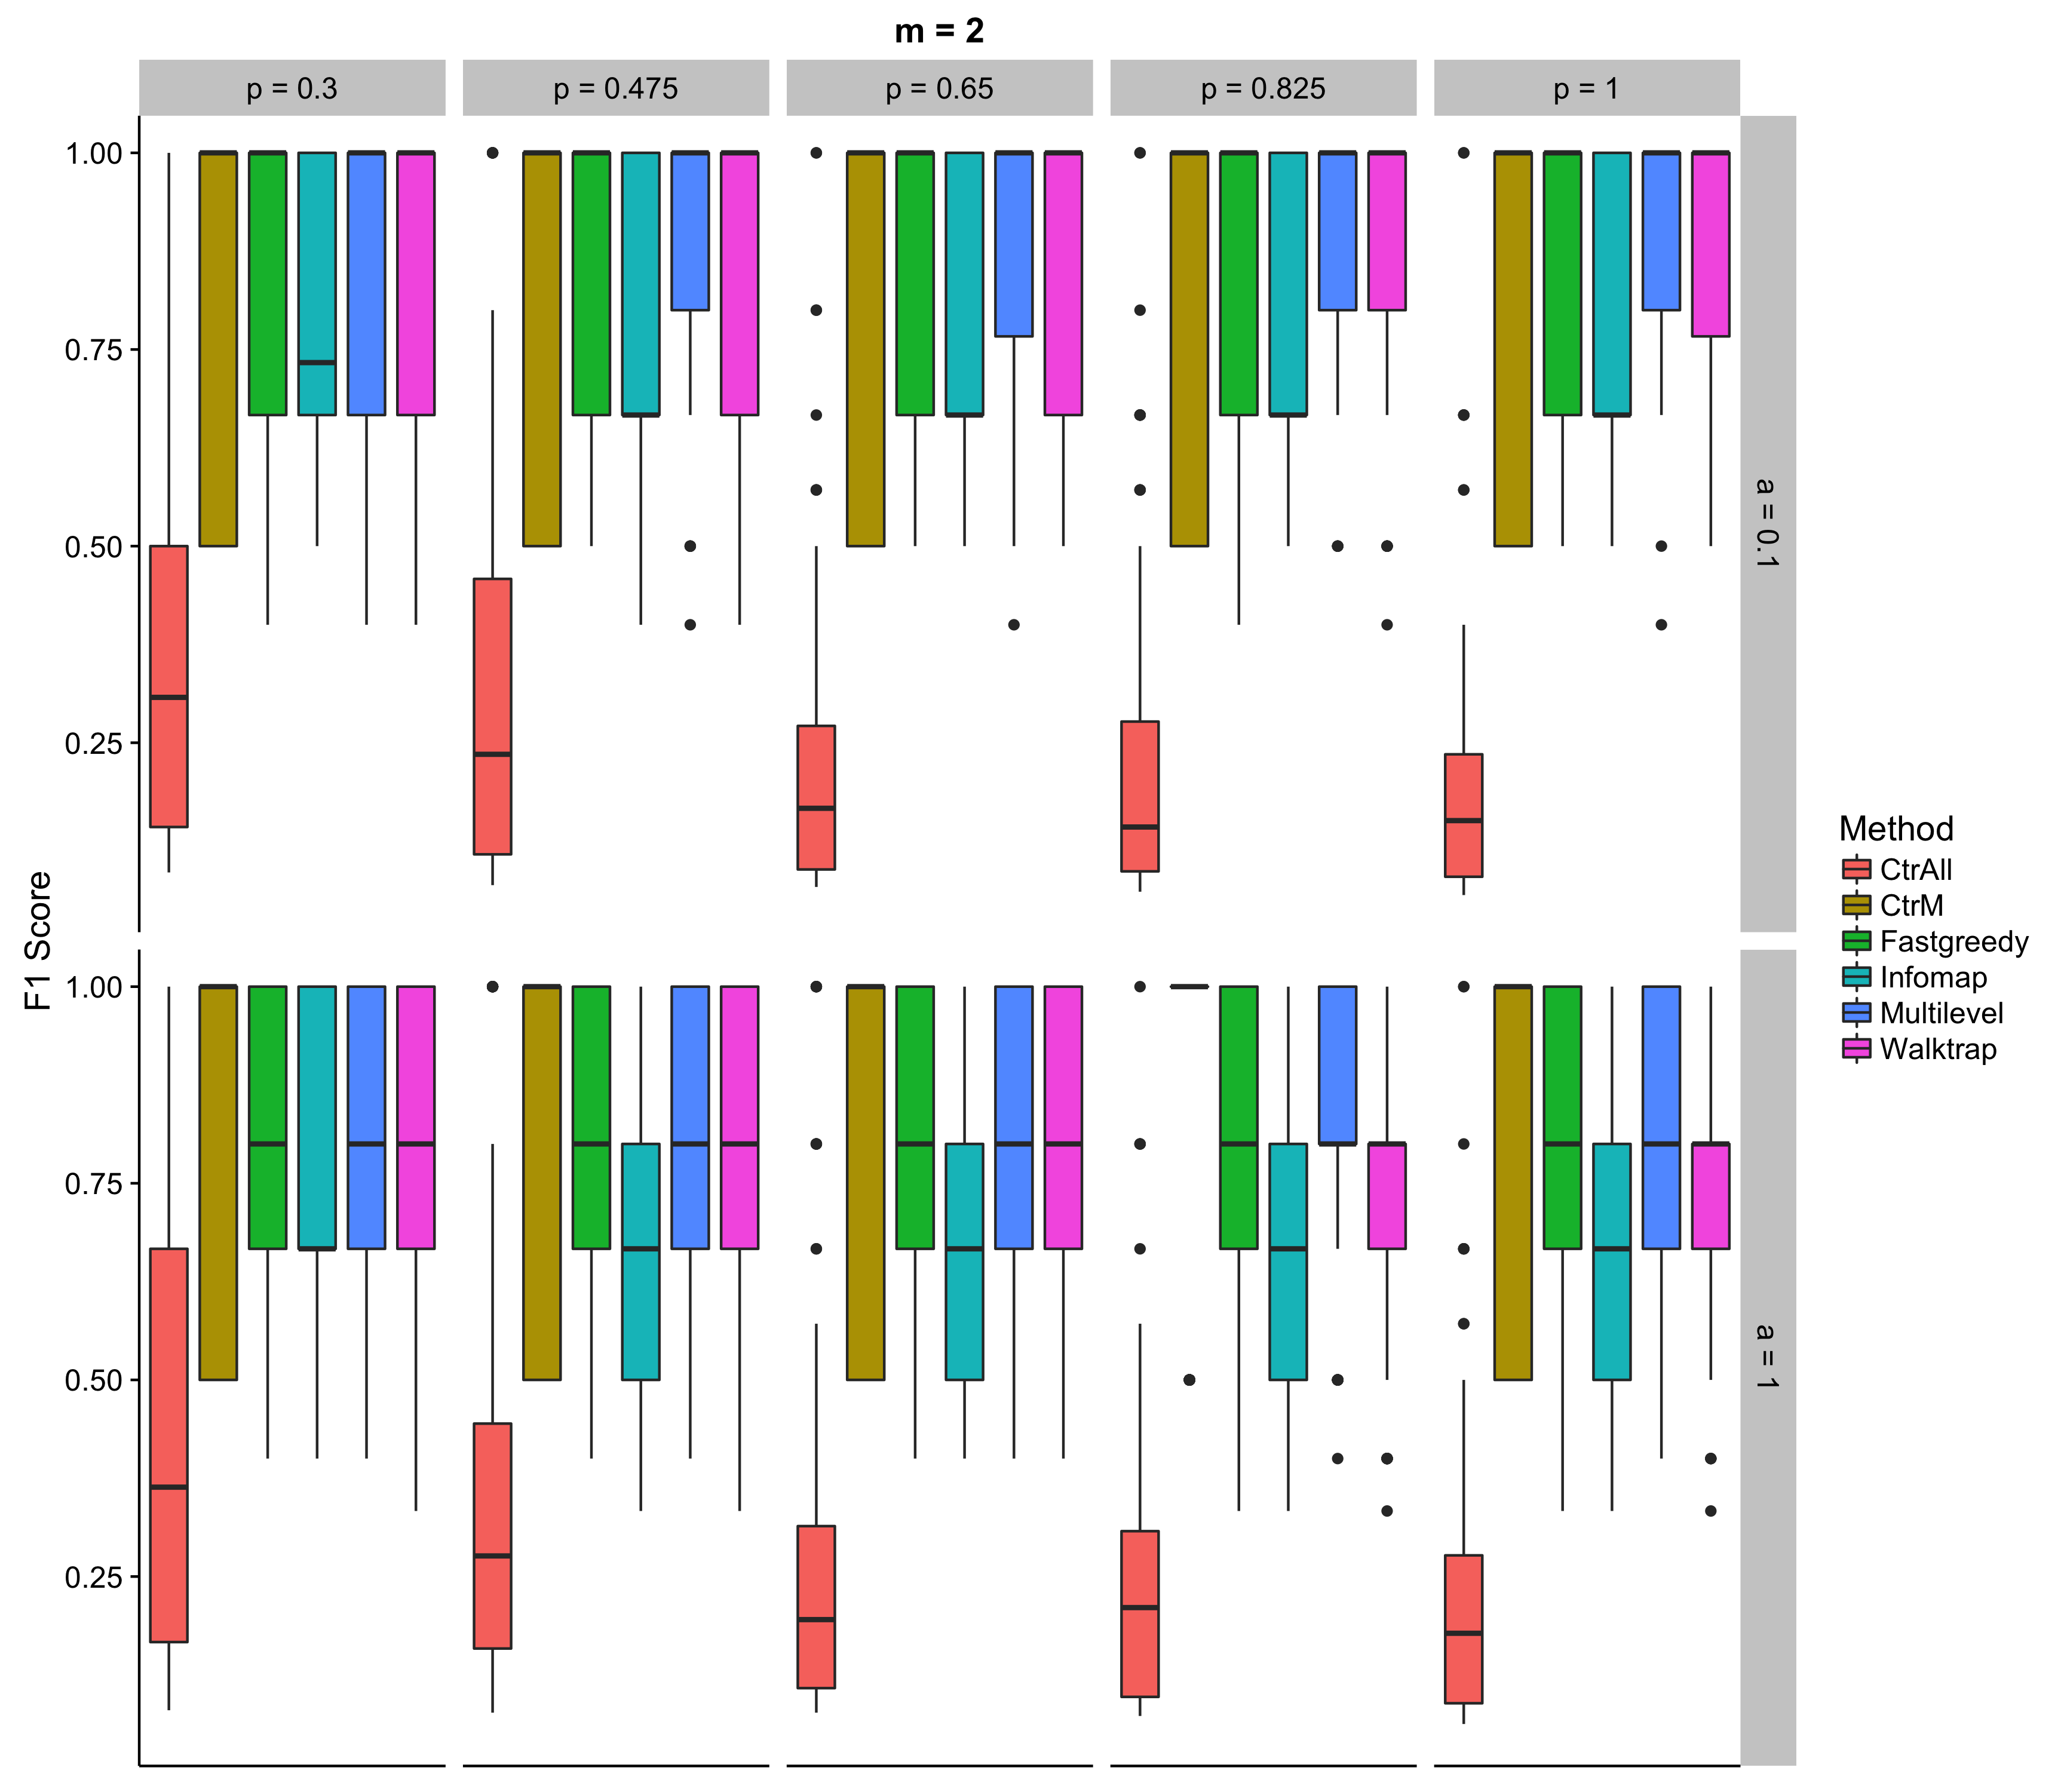 m = 2
p = 0.3
p = 0.475
p = 0.65
p = 0.825
p = 1
1.00
0.75
0.50
0.25
a = 0.1
F1 Score
1.00
0.75
0.50
0.25
a = 1
Method
CtrAll
CtrM
Fastgreedy
Infomap
Multilevel
Walktrap